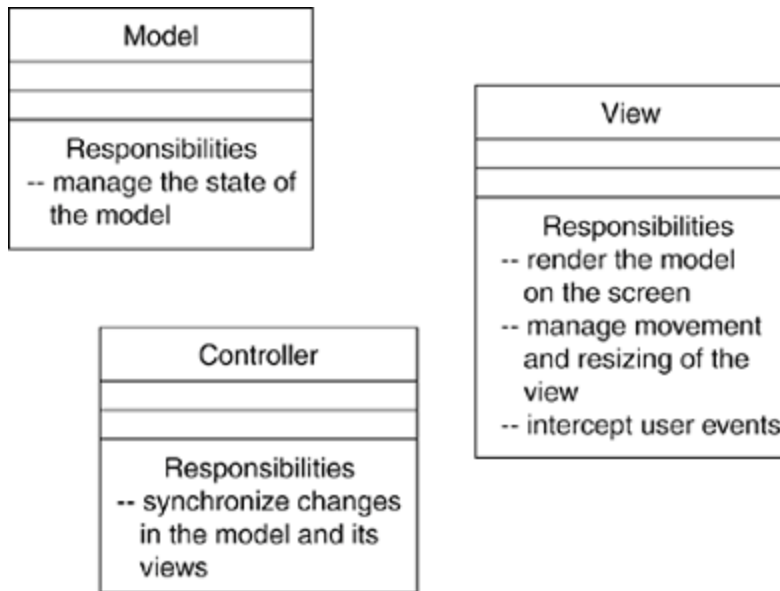 Model
Responsibilities
-- manage the state of
the model
View
Responsibilities
-- render the model
on the screen
-- manage movement
and resizing of the
view
-- intercept user events
Controller
Responsibilities
-- synchronize changes
in the model and its
views